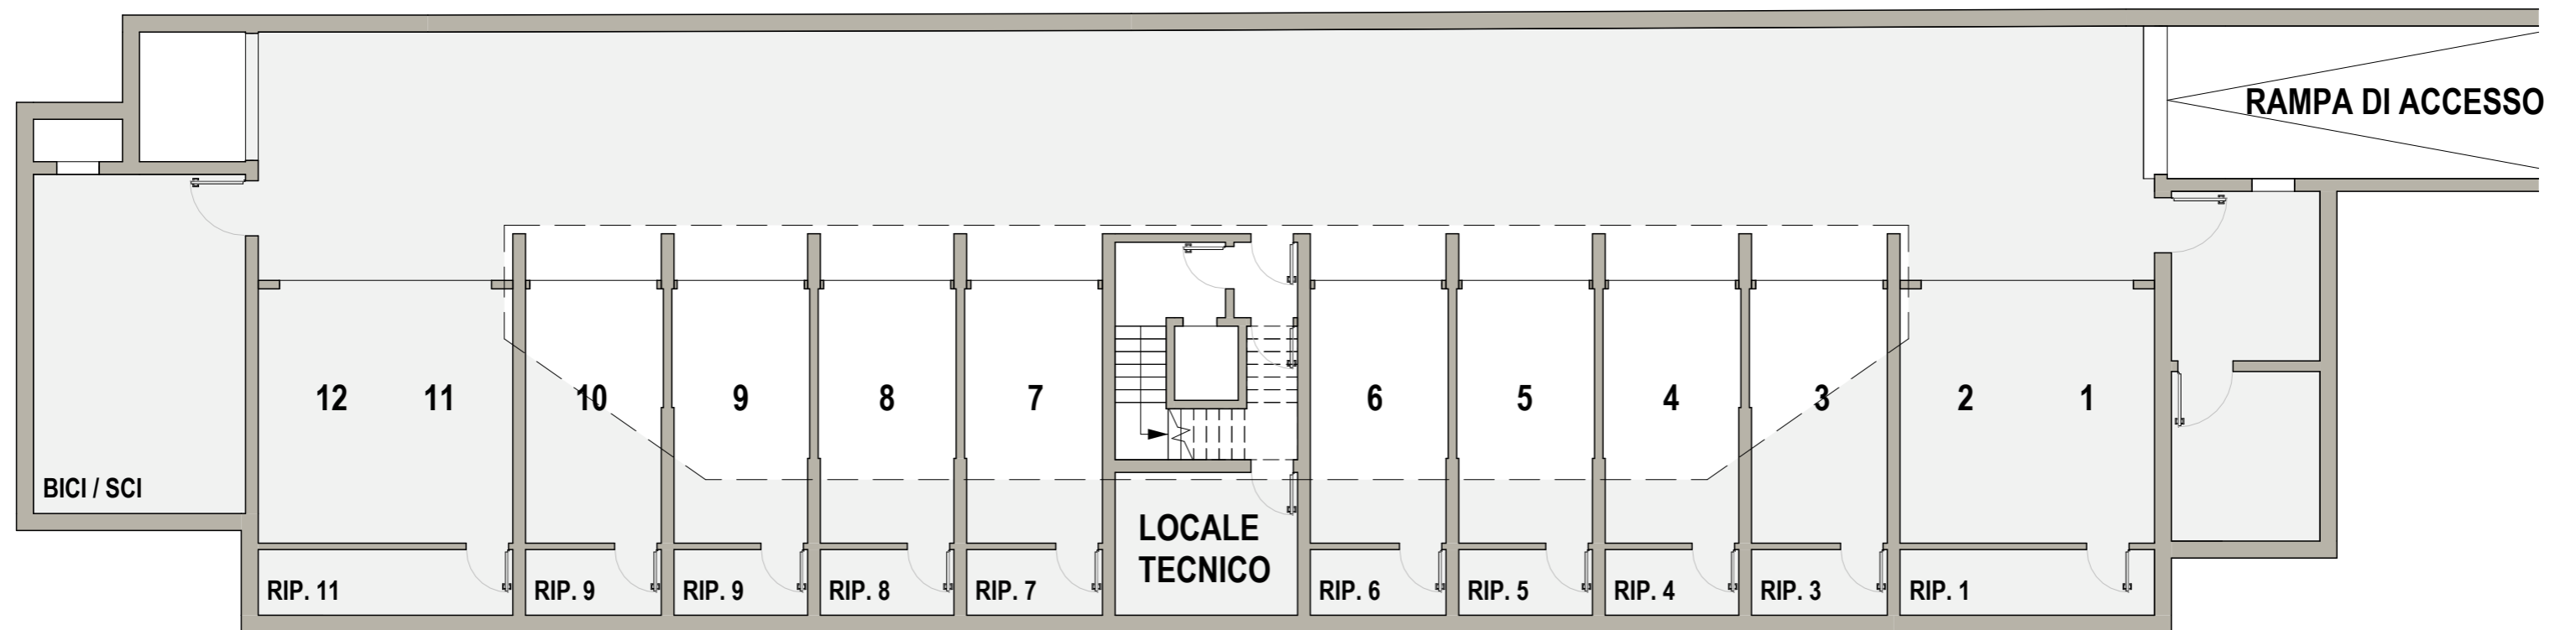 RAMPA DI ACCESSO
12 11 10 9 8 7 6 5 4 3 2 1
BICI / SCI
LOCALE
TECNICO
RIP. 11 RIP. 9 RIP. 9 RIP. 8 RIP. 7 RIP. 6 RIP. 5 RIP. 4 RIP. 3 RIP. 1